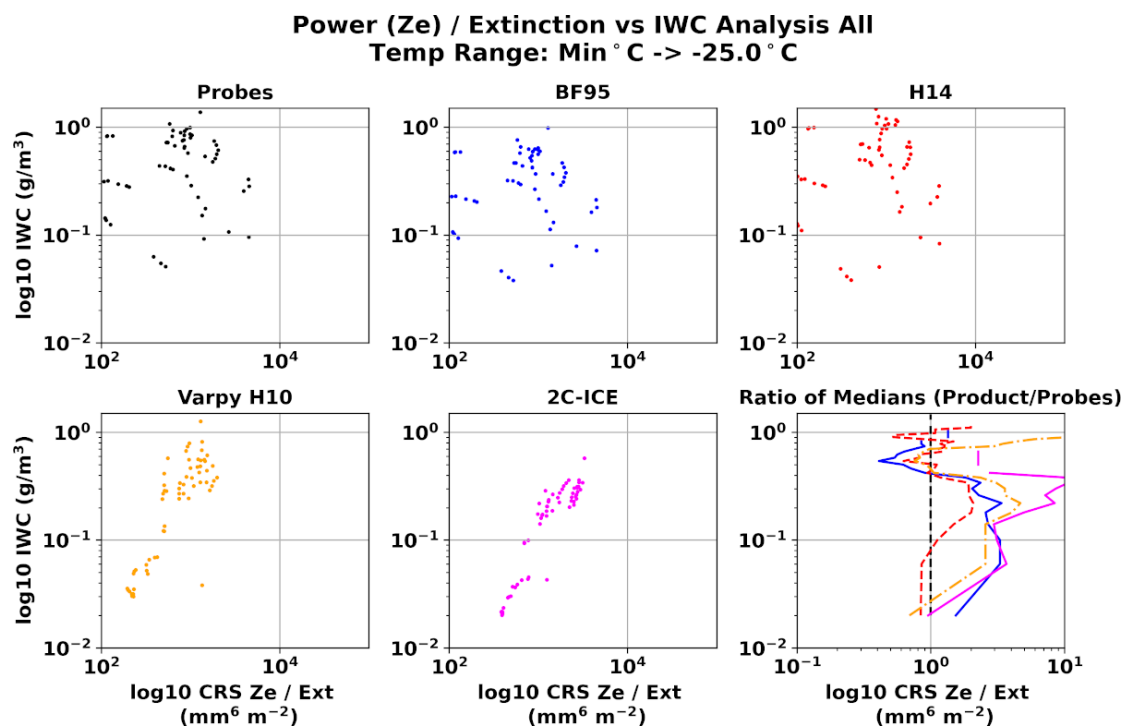 Power (Ze) / Extinction vs IWC Analysis All
Temp Range: Min°C -> -25.0°C
Probes
BF95
H14
log10 IWC (g/m³)
10⁰
10⁻¹
10⁻²
10² 10⁴
10⁰
10⁻¹
10⁻²
10² 10⁴
10⁰
10⁻¹
10⁻²
10² 10⁴
Varpy H10
2C-ICE
Ratio of Medians (Product/Probes)
log10 IWC (g/m³)
10⁰
10⁻¹
10⁻²
10² 10⁴
log10 CRS Ze / Ext
(mm⁶ m⁻²)
10⁰
10⁻¹
10⁻²
10² 10⁴
log10 CRS Ze / Ext
(mm⁶ m⁻²)
10⁰
10⁻¹
10⁻²
10⁻¹ 10⁰ 10¹
log10 CRS Ze / Ext
(mm⁶ m⁻²)